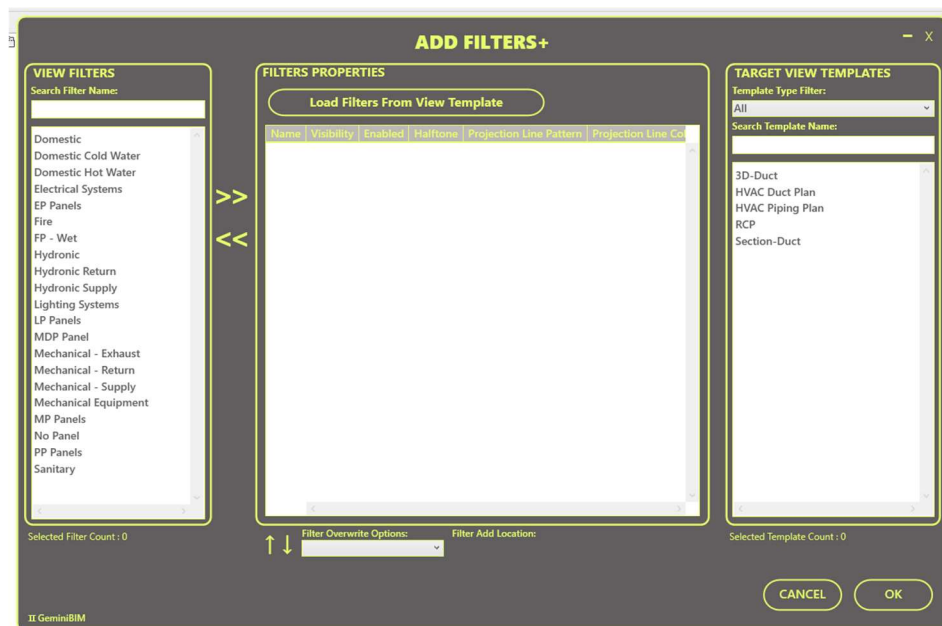 ADD FILTERS+
– X
VIEW FILTERS
Search Filter Name:
Domestic
Domestic Cold Water
Domestic Hot Water
Electrical Systems
EP Panels
Fire
FP - Wet
Hydronic
Hydronic Return
Hydronic Supply
Lighting Systems
LP Panels
MDP Panel
Mechanical - Exhaust
Mechanical - Return
Mechanical - Supply
Mechanical Equipment
MP Panels
No Panel
PP Panels
Sanitary
Selected Filter Count : 0
>>
<<
FILTERS PROPERTIES
Load Filters From View Template
Name Visibility Enabled Halftone Projection Line Pattern Projection Line Col
↑ ↓
Filter Overwrite Options:
Filter Add Location:
TARGET VIEW TEMPLATES
Template Type Filter:
All
Search Template Name:
3D-Duct
HVAC Duct Plan
HVAC Piping Plan
RCP
Section-Duct
Selected Template Count : 0
CANCEL
OK
II GeminiBIM